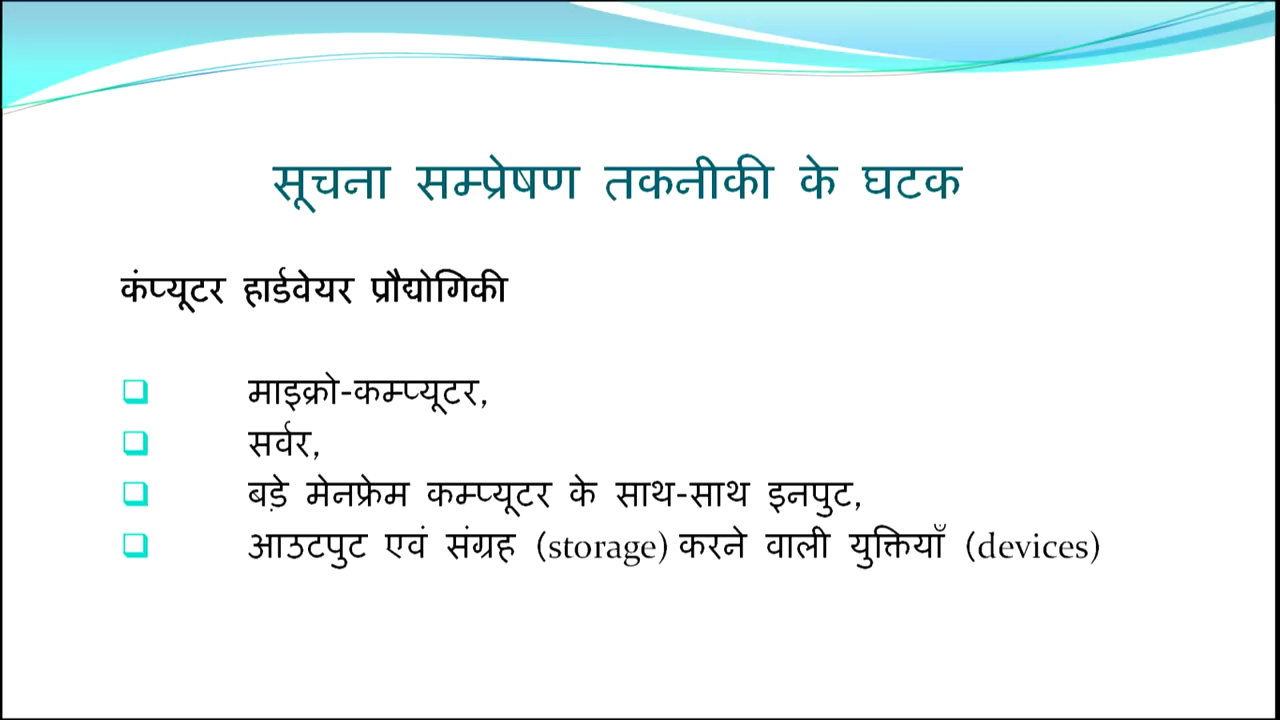 सूचना सम्प्रेषण तकनीकी के घटक
कंप्यूटर हार्डवेयर प्रौद्योगिकी
माइक्रो-कम्प्यूटर,
सर्वर,
बड़े मेनफ्रेम कम्प्यूटर के साथ-साथ इनपुट,
आउटपुट एवं संग्रह (storage) करने वाली युक्तियाँ (devices)